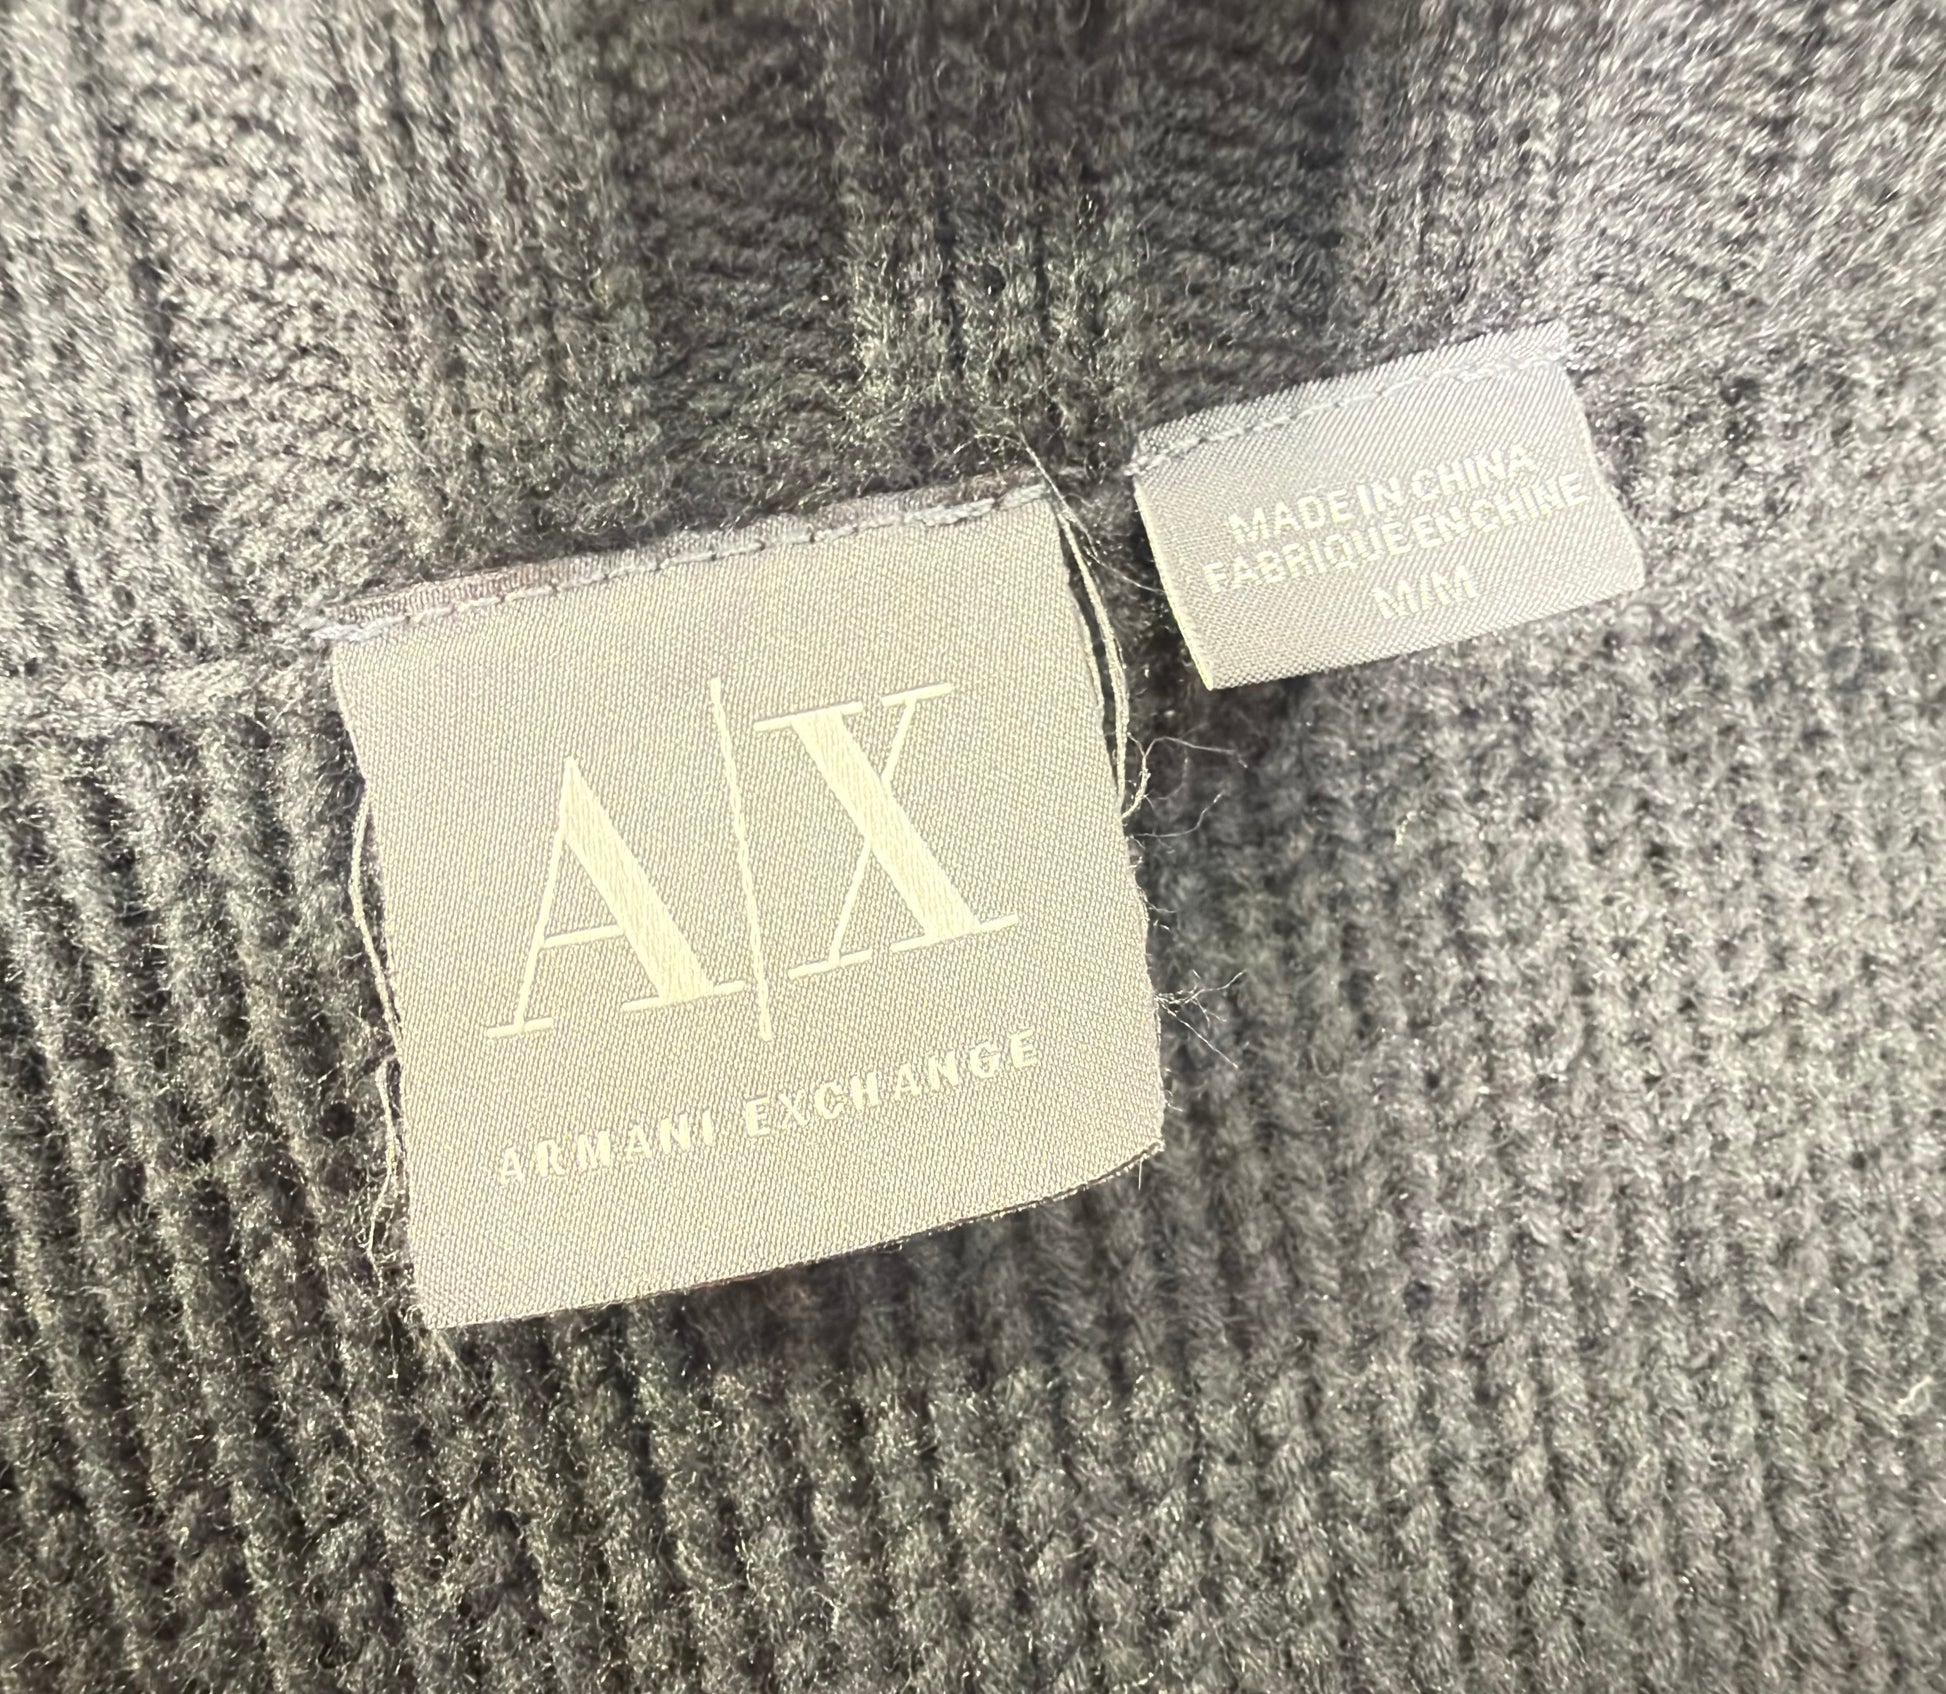 A|X
ARMANI EXCHANGE
MADE IN CHINA
FABRIQUE EN CHINE
M/M